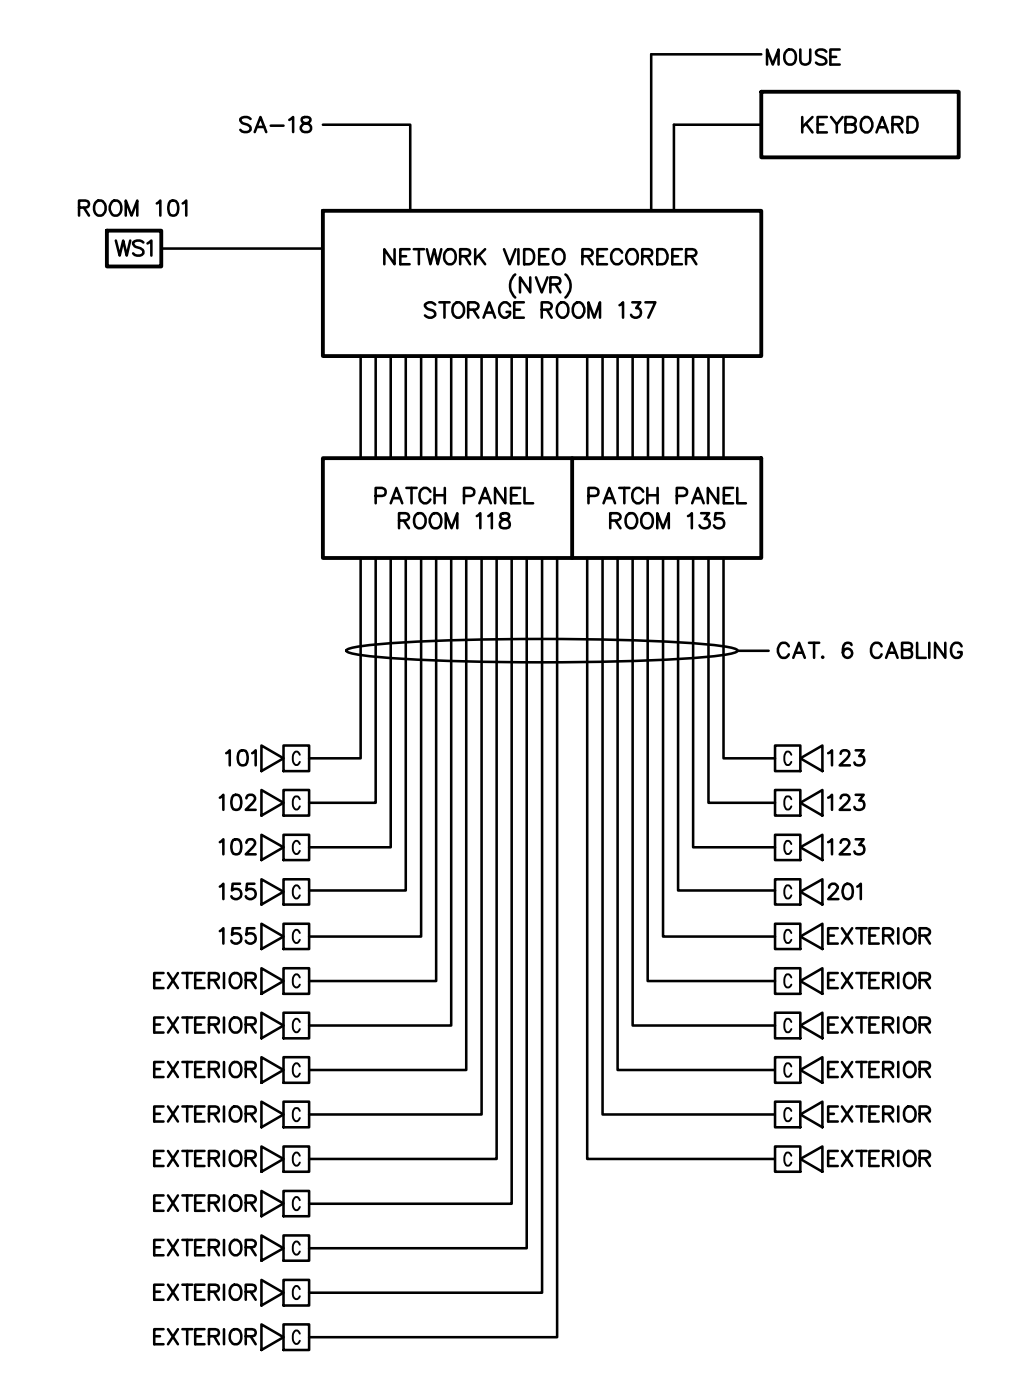 MOUSE
KEYBOARD
SA-18
ROOM 101
WS1
NETWORK VIDEO RECORDER
(NVR)
STORAGE ROOM 137
PATCH PANEL
ROOM 118
PATCH PANEL
ROOM 135
CAT. 6 CABLING
101 C
C 123
102 C
C 123
102 C
C 123
155 C
C 201
155 C
C EXTERIOR
EXTERIOR C
C EXTERIOR
EXTERIOR C
C EXTERIOR
EXTERIOR C
C EXTERIOR
EXTERIOR C
C EXTERIOR
EXTERIOR C
C EXTERIOR
EXTERIOR C
EXTERIOR C
EXTERIOR C
EXTERIOR C